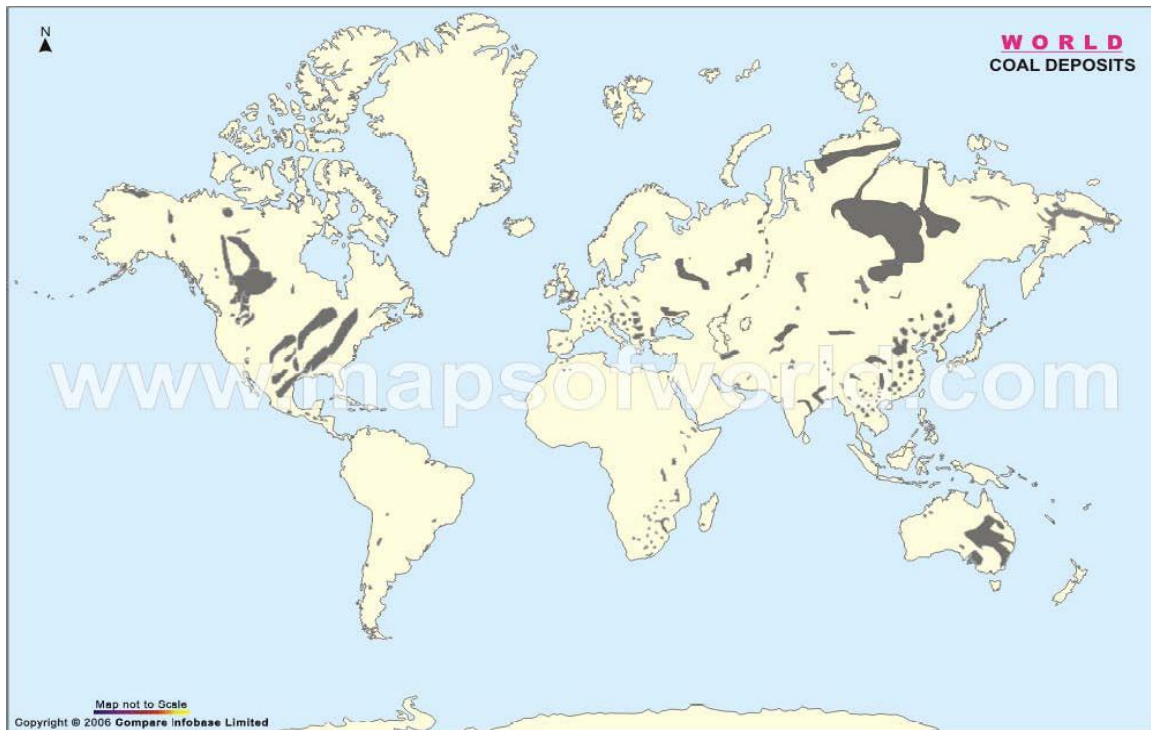 N
WORLD
COAL DEPOSITS
www.mapsofworld.com
Map not to Scale
Copyright © 2006 Compare Infobase Limited